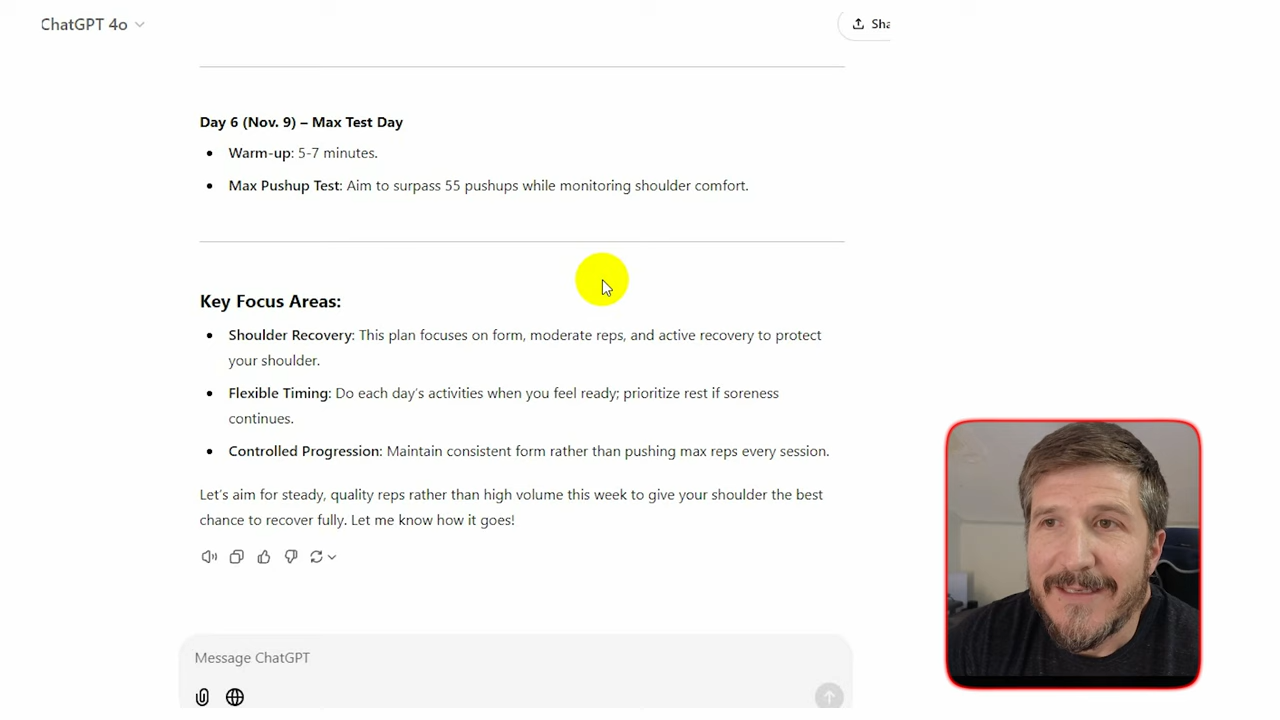 ChatGPT 4o
Day 6 (Nov. 9) – Max Test Day
Warm-up: 5-7 minutes.
Max Pushup Test: Aim to surpass 55 pushups while monitoring shoulder comfort.
Key Focus Areas:
Shoulder Recovery: This plan focuses on form, moderate reps, and active recovery to protect
your shoulder.
Flexible Timing: Do each day's activities when you feel ready; prioritize rest if soreness
continues.
Controlled Progression: Maintain consistent form rather than pushing max reps every session.
Let's aim for steady, quality reps rather than high volume this week to give your shoulder the best
chance to recover fully. Let me know how it goes!
Message ChatGPT